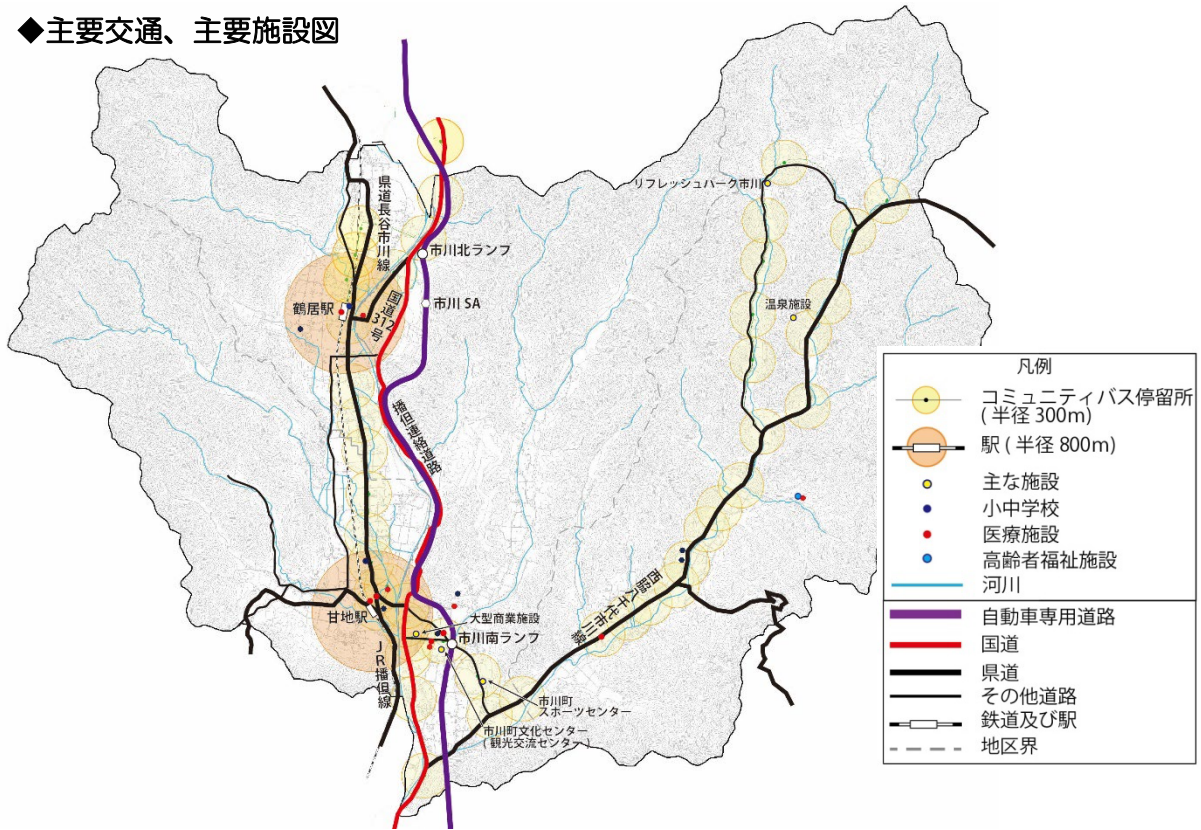 ◆主要交通、主要施設図
県道長谷市川線
リフレッシュパーク市川
市川北ランプ
市川 SA
鶴居駅
国道312号
温泉施設
播但連絡道路
西脇八千代市川線
甘地駅
大型商業施設
市川南ランプ
JR播但線
市川町
スポーツセンター
市川町文化センター
(観光交流センター)
凡例
コミュニティバス停留所
(半径 300m)
駅 (半径 800m)
主な施設
小中学校
医療施設
高齢者福祉施設
河川
自動車専用道路
国道
県道
その他道路
鉄道及び駅
地区界